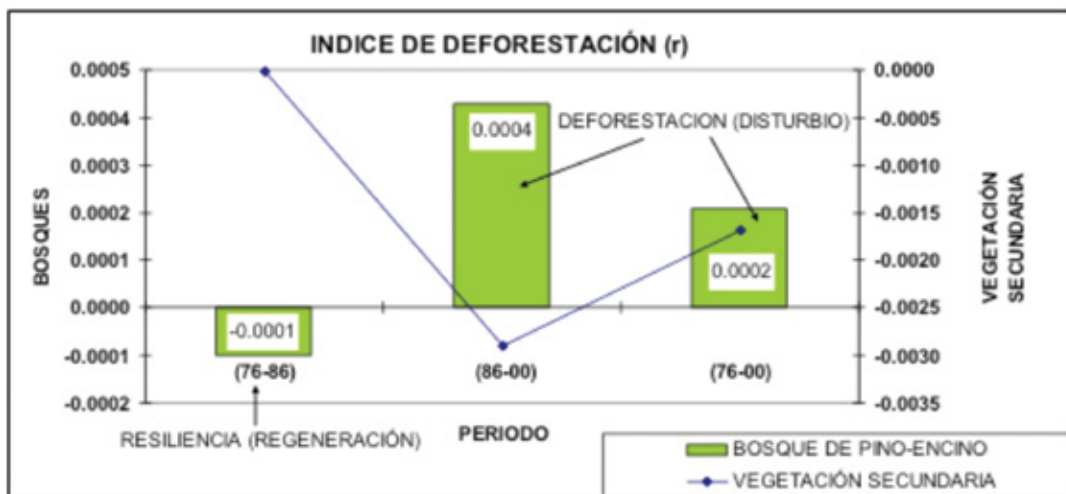 INDICE DE DEFORESTACIÓN (r)
0.0005
0.0004
0.0003
0.0002
0.0001
0.0000
-0.0001
-0.0002
BOSQUES
0.0000
-0.0005
-0.0010
-0.0015
-0.0020
-0.0025
-0.0030
-0.0035
VEGETACIÓN
SECUNDARIA
DEFORESTACION (DISTURBIO)
0.0004
0.0002
-0.0001
(76-86)
(86-00)
(76-00)
RESILIENCIA (REGENERACIÓN)
PERIODO
BOSQUE DE PINO-ENCINO
VEGETACIÓN SECUNDARIA